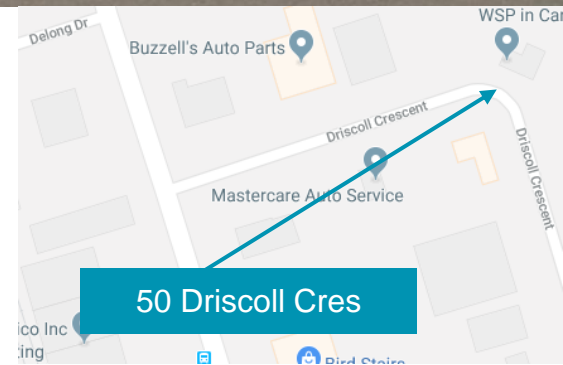 Delong Dr
WSP in Car
Buzzell's Auto Parts
Driscoll Crescent
Driscoll Crescent
Mastercare Auto Service
50 Driscoll Cres
ico Inc
ting
Bird Stairs